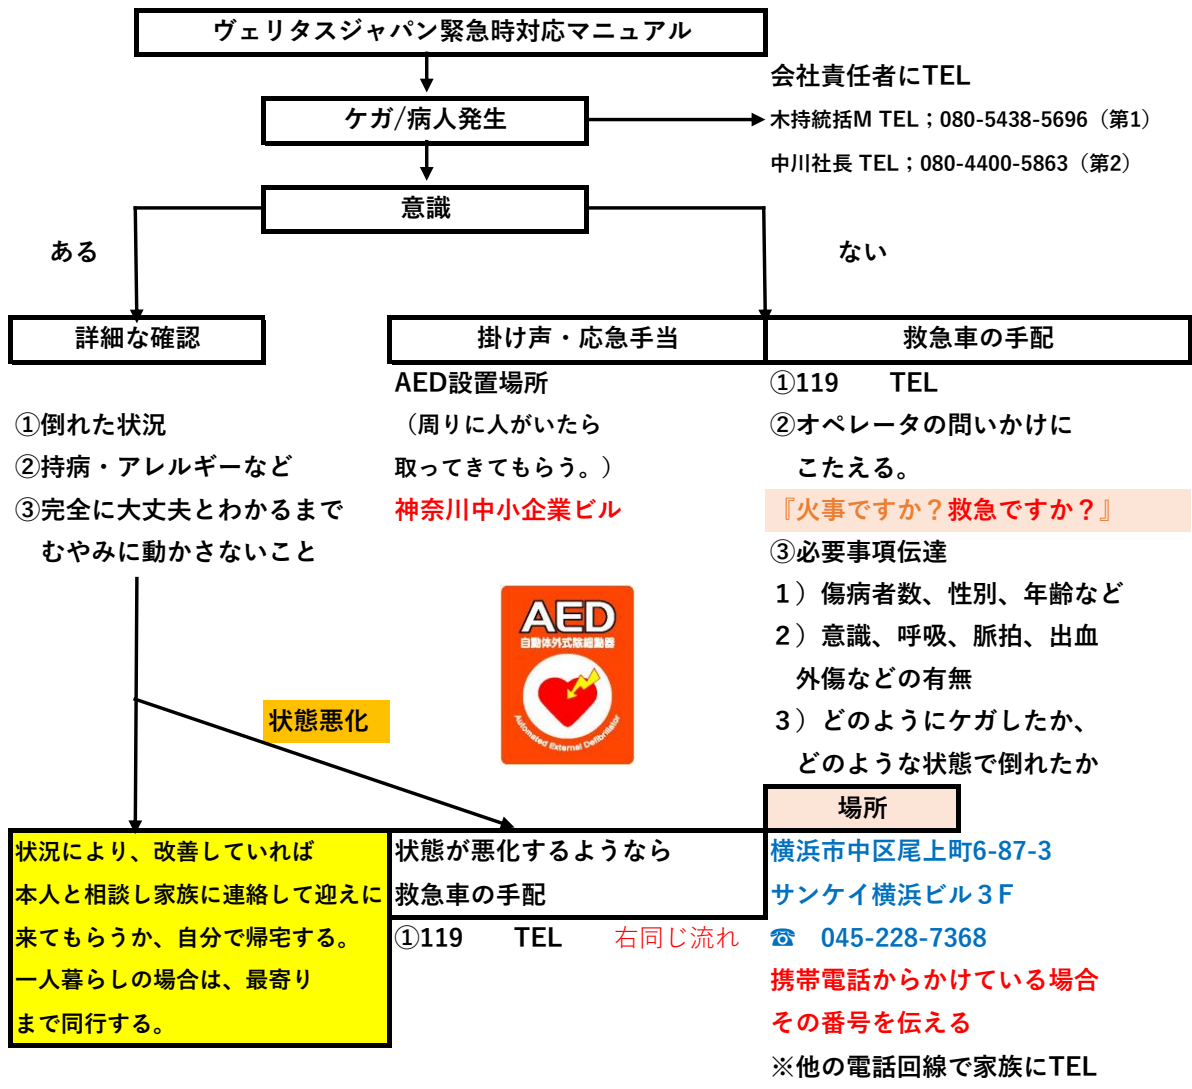 ヴェリタスジャパン緊急時対応マニュアル
会社責任者にTEL
ケガ/病人発生
木持統括M TEL；080-5438-5696（第1）
中川社長 TEL；080-4400-5863（第2）
意識
ある
ない
詳細な確認
①倒れた状況
②持病・アレルギーなど
③完全に大丈夫とわかるまで
むやみに動かさないこと
掛け声・応急手当
AED設置場所
（周りに人がいたら
取ってきてもらう。）
神奈川中小企業ビル
AED
自動体外式除細動器
Automated External Defibrillator
救急車の手配
①119　　TEL
②オペレータの問いかけに
こたえる。
『火事ですか？救急ですか？』
③必要事項伝達
１）傷病者数、性別、年齢など
２）意識、呼吸、脈拍、出血
外傷などの有無
３）どのようにケガしたか、
どのような状態で倒れたか
状態悪化
状況により、改善していれば
本人と相談し家族に連絡して迎えに
来てもらうか、自分で帰宅する。
一人暮らしの場合は、最寄り
まで同行する。
状態が悪化するようなら
救急車の手配
①119　　TEL　　右同じ流れ
場所
横浜市中区尾上町6-87-3
サンケイ横浜ビル３F
☎　045-228-7368
携帯電話からかけている場合
その番号を伝える
※他の電話回線で家族にTEL